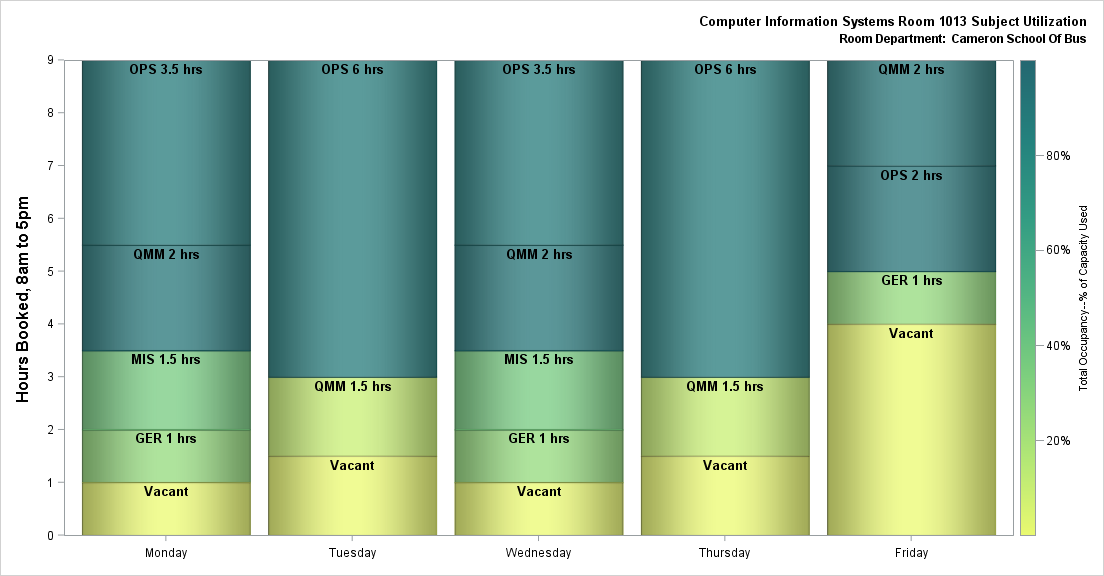 Computer Information Systems Room 1013 Subject Utilization
Room Department: Cameron School Of Bus
Hours Booked, 8am to 5pm
9
8
7
6
5
4
3
2
1
0
OPS 3.5 hrs
QMM 2 hrs
MIS 1.5 hrs
GER 1 hrs
Vacant
OPS 6 hrs
QMM 1.5 hrs
Vacant
OPS 3.5 hrs
QMM 2 hrs
MIS 1.5 hrs
GER 1 hrs
Vacant
OPS 6 hrs
QMM 1.5 hrs
Vacant
QMM 2 hrs
OPS 2 hrs
GER 1 hrs
Vacant
Monday
Tuesday
Wednesday
Thursday
Friday
80%
60%
40%
20%
Total Occupancy--% of Capacity Used